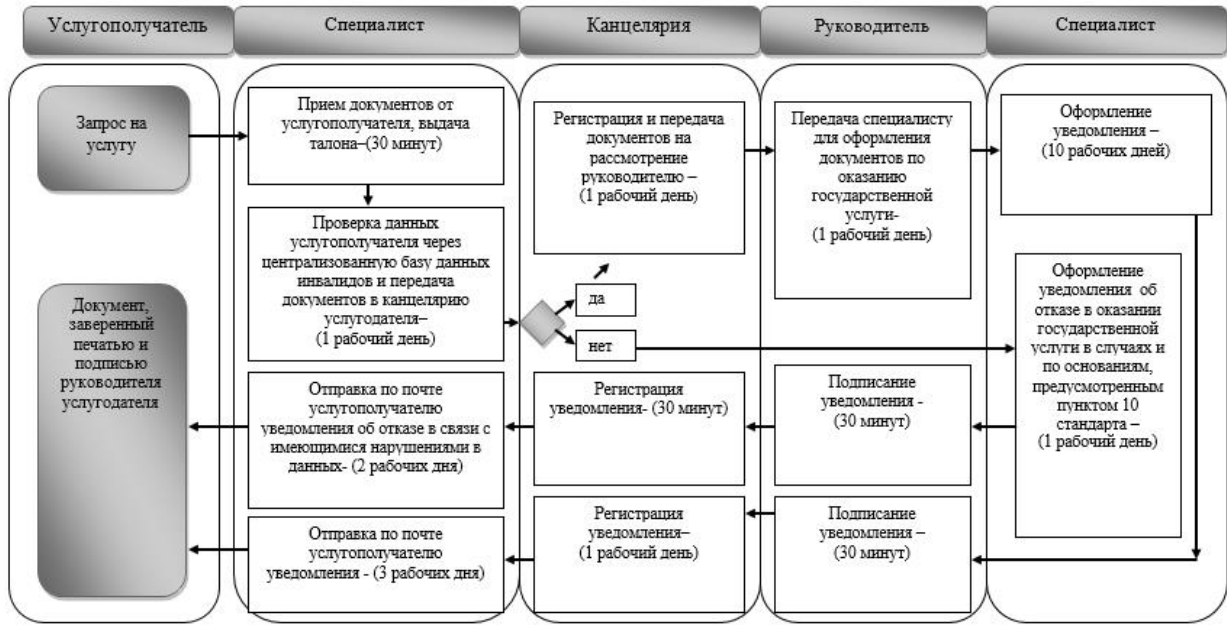 Услугополучатель
Специалист
Канцелярия
Руководитель
Специалист
Запрос на
услугу
Прием документов от
услугополучателя, выдача
талона–(30 минут)
Регистрация и передача
документов на
рассмотрение
руководителю –
(1 рабочий день)
Передача специалисту
для оформления
документов по
оказанию
государственной
услуги-
(1 рабочий день)
Оформление
уведомления –
(10 рабочих дней)
Проверка данных
услугополучателя через
централизованную базу данных
инвалидов и передача
документов в канцелярию
услугодателя–
(1 рабочий день)
да
нет
Оформление
уведомления об
отказе в оказании
государственной
услуги в случаях и
по основаниям,
предусмотренным
пунктом 10
стандарта –
(1 рабочий день)
Документ,
заверенный
печатью и
подписью
руководителя
услугодателя
Отправка по почте
услугополучателю
уведомления об отказе в связи с
имеющимися нарушениями в
данных- (2 рабочих дня)
Регистрация
уведомления- (30 минут)
Подписание
уведомления -
(30 минут)
Отправка по почте
услугополучателю
уведомления - (3 рабочих дня)
Регистрация
уведомления–
(1 рабочий день)
Подписание
уведомления –
(30 минут)